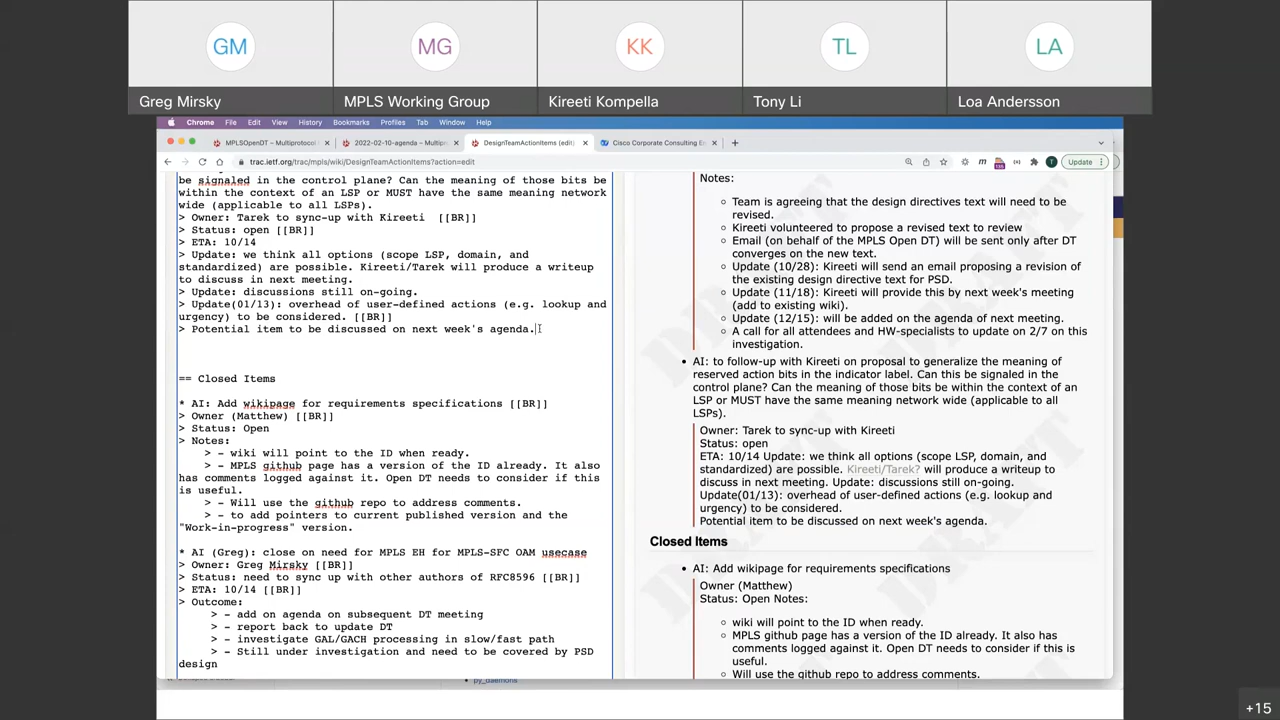 GM
MG
KK
TL
LA
Greg Mirsky
MPLS Working Group
Kireeti Kompella
Tony Li
Loa Andersson
Chrome File Edit View History Bookmarks Profiles Tab Window Help
MPLSOpenDT – Multiprotocol
2022-02-10-agenda – Multipr
DesignTeamActionItems (edit)
Cisco Corporate Consulting E
trac.ietf.org/trac/mpls/wiki/DesignTeamActionItems?action=edit
Update
be signaled in the control plane? Can the meaning of those bits be
within the context of an LSP or MUST have the same meaning network
wide (applicable to all LSPs).
> Owner: Tarek to sync-up with Kireeti [[BR]]
> Status: open [[BR]]
> ETA: 10/14
> Update: we think all options (scope LSP, domain, and
standardized) are possible. Kireeti/Tarek will produce a writeup
to discuss in next meeting.
> Update: discussions still on-going.
> Update(01/13): overhead of user-defined actions (e.g. lookup and
urgency) to be considered. [[BR]]
> Potential item to be discussed on next week's agenda.
== Closed Items
* AI: Add wikipage for requirements specifications [[BR]]
> Owner (Matthew) [[BR]]
> Status: Open
> Notes:
> - wiki will point to the ID when ready.
> - MPLS github page has a version of the ID already. It also
has comments logged against it. Open DT needs to consider if this
is useful.
> - Will use the github repo to address comments.
> - to add pointers to current published version and the
"Work-in-progress" version.
* AI (Greg): close on need for MPLS EH for MPLS-SFC OAM usecase
> Owner: Greg Mirsky [[BR]]
> Status: need to sync up with other authors of RFC8596 [[BR]]
> ETA: 10/14 [[BR]]
> Outcome:
> - add on agenda on subsequent DT meeting
> - report back to update DT
> - investigate GAL/GACH processing in slow/fast path
> - Still under investigation and need to be covered by PSD
design
Notes:
Team is agreeing that the design directives text will need to be
revised.
Kireeti volunteered to propose a revised text to review
Email (on behalf of the MPLS Open DT) will be sent only after DT
converges on the new text.
Update (10/28): Kireeti will send an email proposing a revision of
the existing design directive text for PSD.
Update (11/18): Kireeti will provide this by next week's meeting
(add to existing wiki).
Update (12/15): will be added on the agenda of next meeting.
A call for all attendees and HW-specialists to update on 2/7 on this
investigation.
AI: to follow-up with Kireeti on proposal to generalize the meaning of
reserved action bits in the indicator label. Can this be signaled in the
control plane? Can the meaning of those bits be within the context of an
LSP or MUST have the same meaning network wide (applicable to all
LSPs).
Owner: Tarek to sync-up with Kireeti
Status: open
ETA: 10/14 Update: we think all options (scope LSP, domain, and
standardized) are possible. Kireeti/Tarek? will produce a writeup to
discuss in next meeting. Update: discussions still on-going.
Update(01/13): overhead of user-defined actions (e.g. lookup and
urgency) to be considered.
Potential item to be discussed on next week's agenda.
Closed Items
AI: Add wikipage for requirements specifications
Owner (Matthew)
Status: Open Notes:
wiki will point to the ID when ready.
MPLS github page has a version of the ID already. It also has
comments logged against it. Open DT needs to consider if this is
useful.
Will use the github repo to address comments.
DRAFT
py_daemons
+15